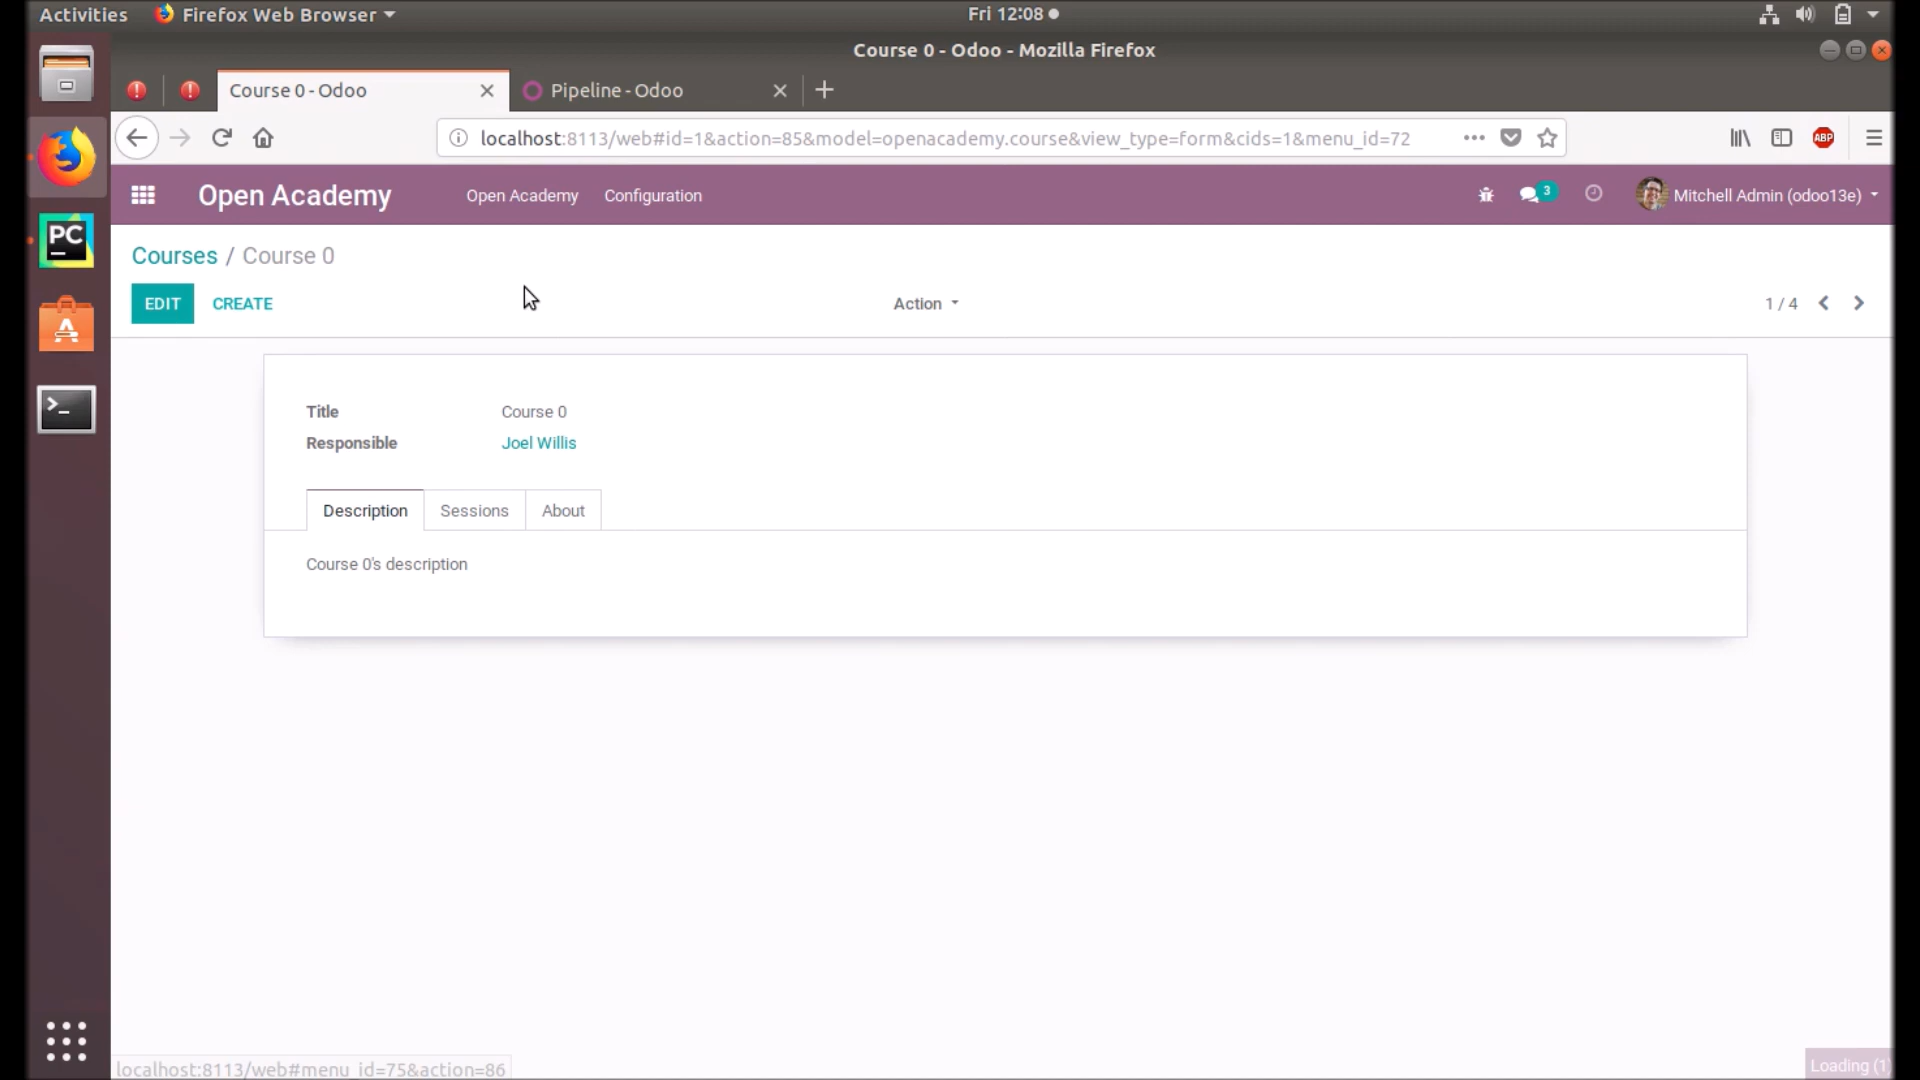 Activities Firefox Web Browser Fri 12:08
Course 0 - Odoo - Mozilla Firefox
Course 0 - Odoo Pipeline - Odoo
localhost:8113/web#id=1&action=85&model=openacademy.course&view_type=form&cids=1&menu_id=72 ABP
Open Academy Open Academy Configuration 3 Mitchell Admin (odoo13e)
Courses / Course 0
EDIT CREATE Action 1 / 4
Title Course 0
Responsible Joel Willis
Description Sessions About
Course 0's description
PC
localhost:8113/web#menu_id=75&action=86
Loading (1)